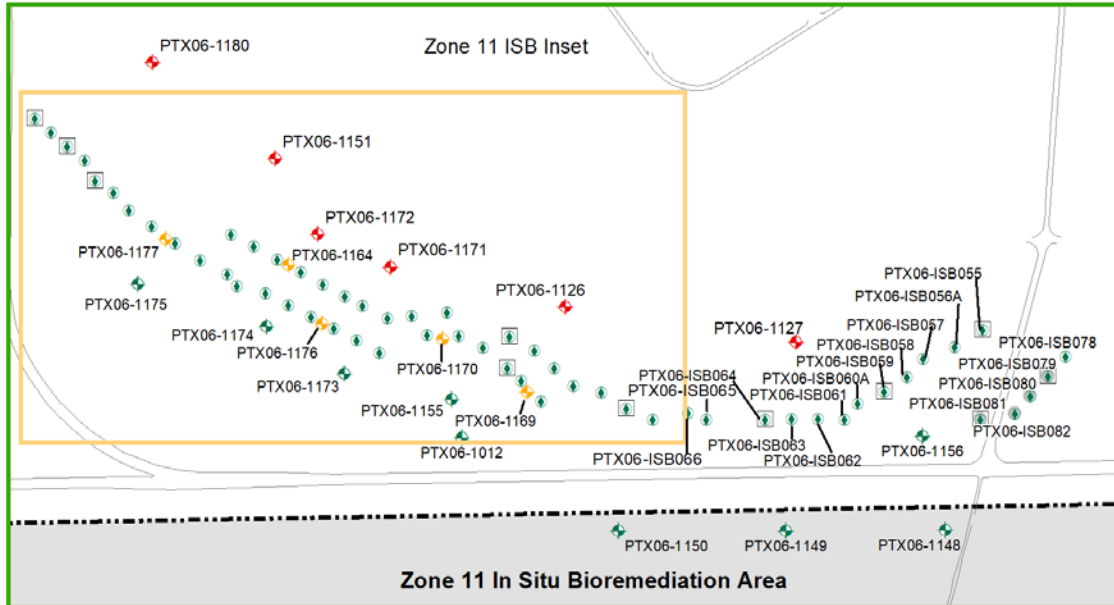 PTX06-1180
Zone 11 ISB Inset
PTX06-1151
PTX06-1172
PTX06-1177
PTX06-1164
PTX06-1171
PTX06-1175
PTX06-1126
PTX06-1174
PTX06-1176
PTX06-1170
PTX06-1173
PTX06-1155
PTX06-1169
PTX06-1012
PTX06-1127
PTX06-ISB055
PTX06-ISB056A
PTX06-ISB057
PTX06-ISB058
PTX06-ISB059
PTX06-ISB060A
PTX06-ISB061
PTX06-ISB064
PTX06-ISB065
PTX06-ISB063
PTX06-ISB062
PTX06-ISB066
PTX06-ISB078
PTX06-ISB079
PTX06-ISB080
PTX06-ISB081
PTX06-ISB082
PTX06-1156
PTX06-1150
PTX06-1149
PTX06-1148
Zone 11 In Situ Bioremediation Area